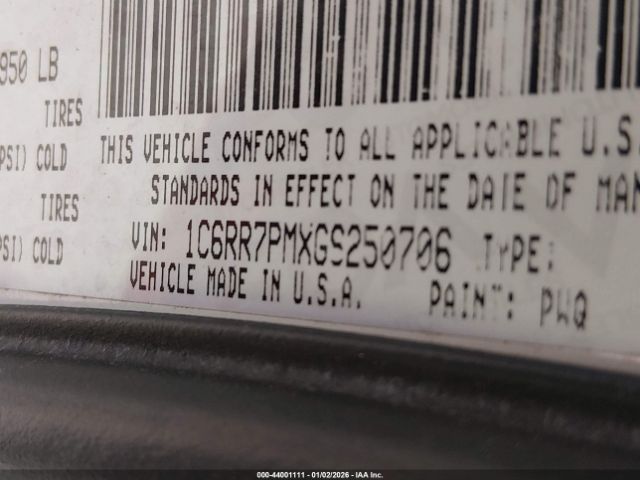 950 LB
TIRES
PSI) COLD
TIRES
PSI) COLD
THIS VEHICLE CONFORMS TO ALL APPLICABLE U.S.
STANDARDS IN EFFECT ON THE DATE OF MAN
VIN: 1C6RR7PMXGS250706 TYPE:
VEHICLE MADE IN U.S.A. PAINT: PWQ
000-44001111 - 01/02/2026 - IAA Inc.